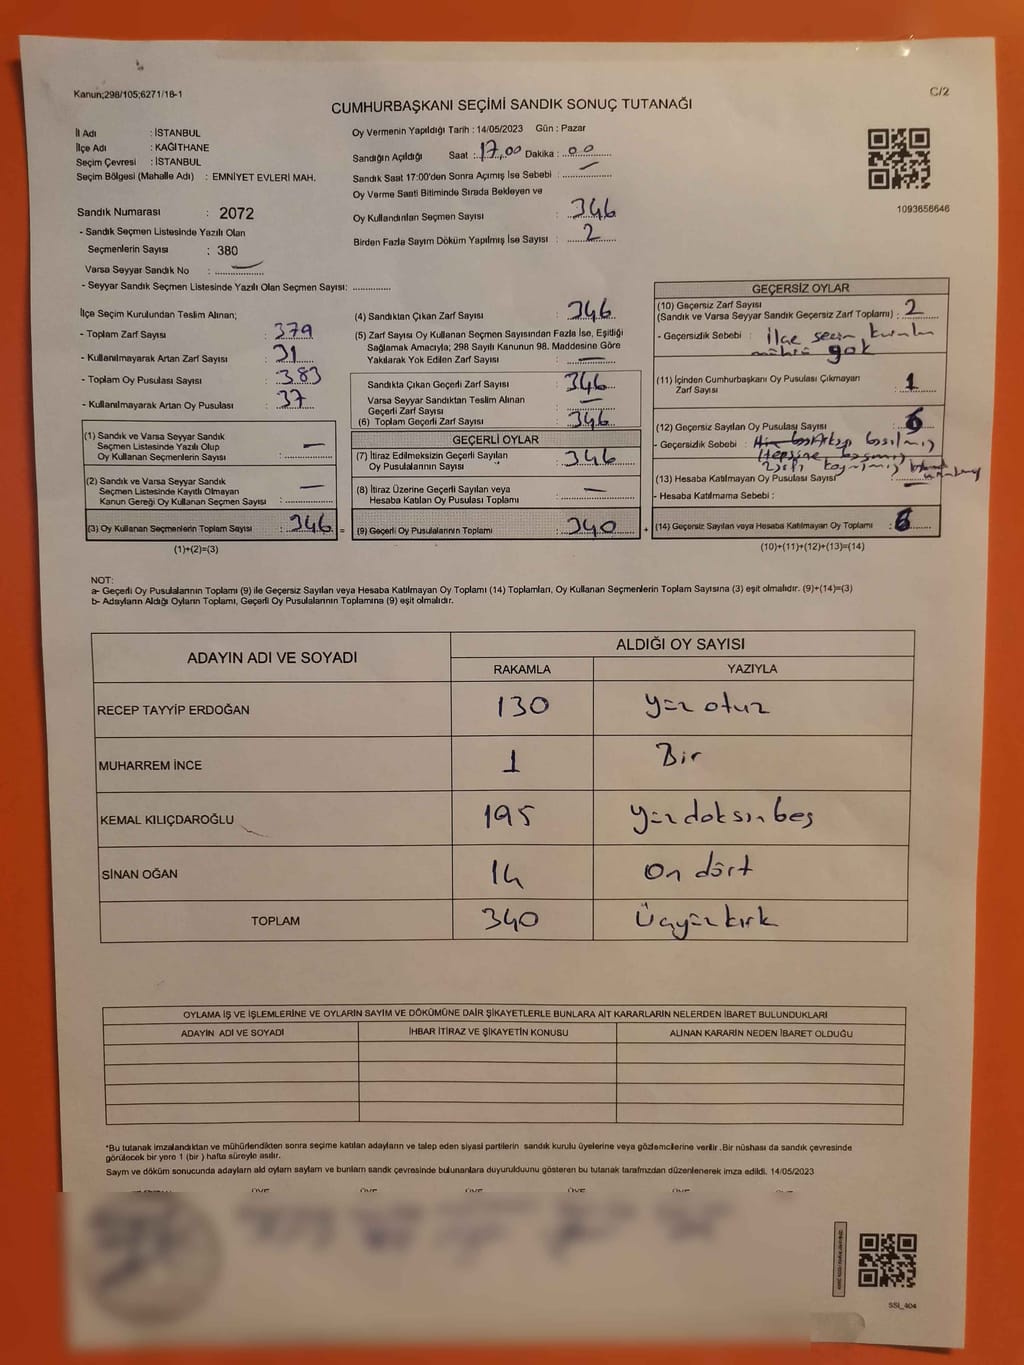 Kanun;298/105;6271/16-1
C/2
CUMHURBAŞKANI SEÇİMİ SANDIK SONUÇ TUTANAĞI
İl Adı : İSTANBUL
İlçe Adı : KAĞITHANE
Seçim Çevresi : İSTANBUL
Seçim Bölgesi (Mahalle Adı) : EMNİYET EVLERİ MAH.
Sandık Numarası : 2072
- Sandık Seçmen Listesinde Yazılı Olan
Seçmenlerin Sayısı : 380
Varsa Seyyar Sandık No : —
- Seyyar Sandık Seçmen Listesinde Yazılı Olan Seçmen Sayısı:
Oy Vermenin Yapıldığı Tarih : 14/05/2023 Gün : Pazar
Sandığın Açıldığı Saat : 17,00 Dakika : 00
Sandık Saat 17:00'den Sonra Açımış İse Sebebi : —
Oy Verme Saati Bitiminde Sırada Bekleyen ve
Oy Kullandırılan Seçmen Sayısı : 346
Birden Fazla Sayım Döküm Yapılmış İse Sayısı : 2
1093656646
İlçe Seçim Kurulundan Teslim Alınan;
- Toplam Zarf Sayısı : 379
- Kullanılmayarak Artan Zarf Sayısı : 31
- Toplam Oy Pusulası Sayısı : 383
- Kullanılmayarak Artan Oy Pusulası : 37
(1) Sandık ve Varsa Seyyar Sandık
Seçmen Listesinde Yazılı Olup
Oy Kullanan Seçmenlerin Sayısı : —
(2) Sandık ve Varsa Seyyar Sandık
Seçmen Listesinde Kayıtlı Olmayan
Kanun Gereği Oy Kullanan Seçmen Sayısı : —
(3) Oy Kullanan Seçmenlerin Toplam Sayısı : 346 =
(1)+(2)=(3)
(4) Sandıktan Çıkan Zarf Sayısı : 346
(5) Zarf Sayısı Oy Kullanan Seçmen Sayısından Fazla İse, Eşitliği
Sağlamak Amacıyla; 298 Sayılı Kanunun 98. Maddesine Göre
Yakılarak Yok Edilen Zarf Sayısı : —
Sandıkta Çıkan Geçerli Zarf Sayısı : 346
Varsa Seyyar Sandıktan Teslim Alınan
Geçerli Zarf Sayısı : —
(6) Toplam Geçerli Zarf Sayısı : 346
GEÇERLİ OYLAR
(7) İtiraz Edilmeksizin Geçerli Sayılan
Oy Pusulalarının Sayısı : 346
(8) İtiraz Üzerine Geçerli Sayılan veya
Hesaba Katılan Oy Pusulası Toplamı : —
(9) Geçerli Oy Pusulalarının Toplamı : 340 +
GEÇERSİZ OYLAR
(10) Geçersiz Zarf Sayısı
(Sandık ve Varsa Seyyar Sandık Geçersiz Zarf Toplamı) : 2
- Geçersizlik Sebebi : İlçe seçim kurulu
mührü yok
(11) İçinden Cumhurbaşkanı Oy Pusulası Çıkmayan
Zarf Sayısı : 1
(12) Geçersiz Sayılan Oy Pusulası Sayısı :
- Geçersizlik Sebebi : basılmış
Hepsine basmış
(13) Hesaba Katılmayan Oy Pusulası Sayısı : —
- Hesaba Katılmama Sebebi :
(14) Geçersiz Sayılan veya Hesaba Katılmayan Oy Toplamı : 6
(10)+(11)+(12)+(13)=(14)
NOT:
a- Geçerli Oy Pusulalarının Toplamı (9) ile Geçersiz Sayılan veya Hesaba Katılmayan Oy Toplamı (14) Toplamları, Oy Kullanan Seçmenlerin Toplam Sayısına (3) eşit olmalıdır. (9)+(14)=(3)
b- Adayların Aldığı Oyların Toplamı, Geçerli Oy Pusulalarının Toplamına (9) eşit olmalıdır.
ADAYIN ADI VE SOYADI ALDIĞI OY SAYISI
RAKAMLA YAZIYLA
RECEP TAYYİP ERDOĞAN 130 yüz otuz
MUHARREM İNCE 1 Bir
KEMAL KILIÇDAROĞLU 195 yüzdoksan beş
SİNAN OĞAN 14 On dört
TOPLAM 340 Üçyüzkırk
OYLAMA İŞ VE İŞLEMLERİNE VE OYLARIN SAYIM VE DÖKÜMÜNE DAİR ŞİKAYETLERLE BUNLARA AİT KARARLARIN NELERDEN İBARET BULUNDUKLARI
ADAYIN ADI VE SOYADI İHBAR İTİRAZ VE ŞİKAYETİN KONUSU ALINAN KARARIN NEDEN İBARET OLDUĞU
*Bu tutanak imzalandıktan ve mühürlendikten sonra seçime katılan adayların ve talep eden siyasi partilerin sandık kurulu üyelerine veya gözlemcilerine verilir .Bir nüshası da sandık çevresinde
görülecek bir yere 1 (bir ) hafta süreyle asılır.
Sayım ve döküm sonucunda adayların ald oyların sayların ve bunların sandık çevresinde bulunanlara duyurulduunu gösteren bu tutanak tarafmzdan düzenlenerek imza edildi. 14/05/2023
SSİ_404